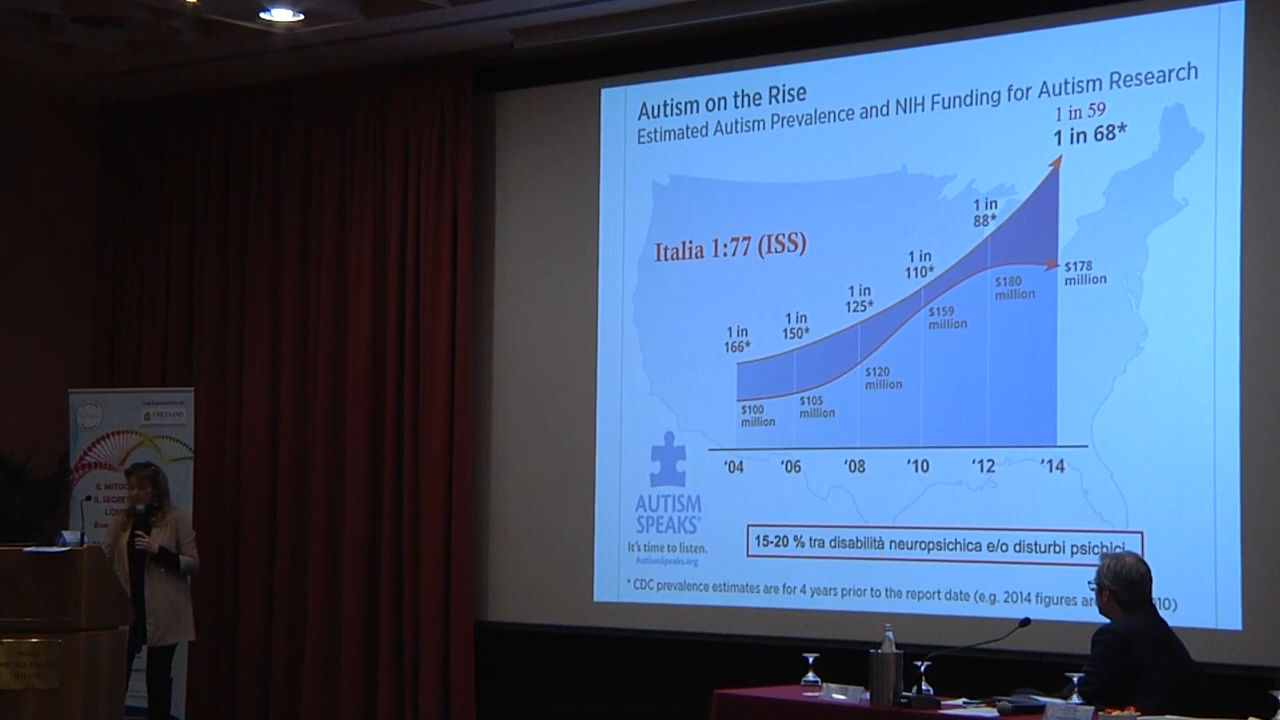 Autism on the Rise
Estimated Autism Prevalence and NIH Funding for Autism Research
1 in 59
1 in 68*
1 in
88*
Italia 1:77 (ISS)
1 in
110*
1 in
125*
1 in
150*
1 in
166*
$178
million
$180
million
$159
million
$120
million
$105
million
$100
million
'04 '06 '08 '10 '12 '14
AUTISM
SPEAKS®
It's time to listen.
AutismSpeaks.org
15-20 % tra disabilità neuropsichica e/o disturbi psichici
* CDC prevalence estimates are for 4 years prior to the report date (e.g. 2014 figures 10)
IL
IL